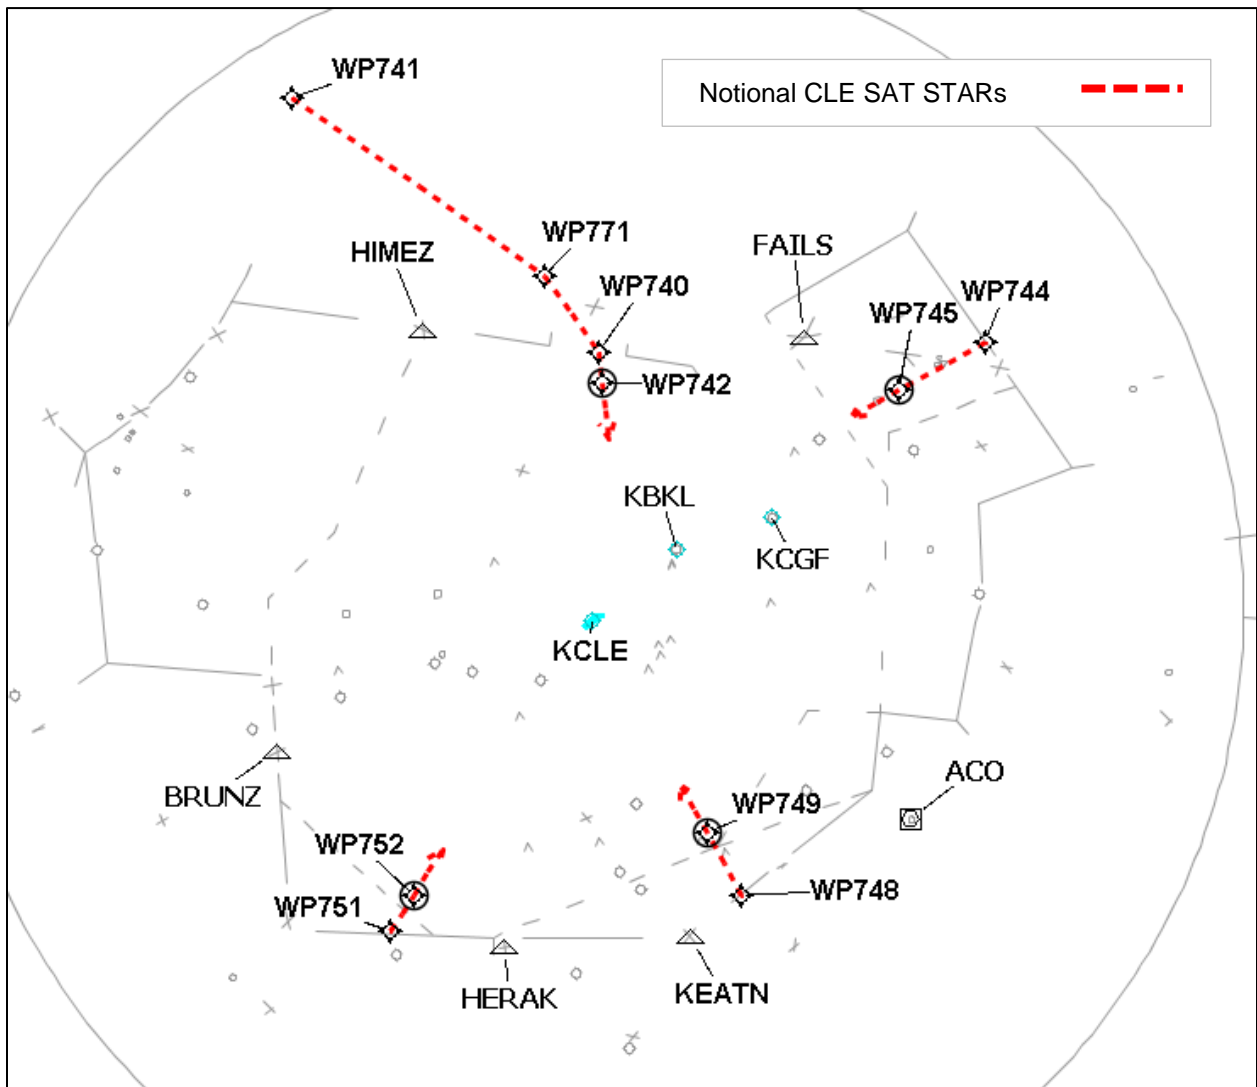 WP741
Notional CLE SAT STARs
WP771
FAILS
HIMEZ
WP740
WP744
WP745
WP742
KBKL
KCGF
KCLE
ACO
BRUNZ
WP749
WP752
WP748
WP751
KEATN
HERAK